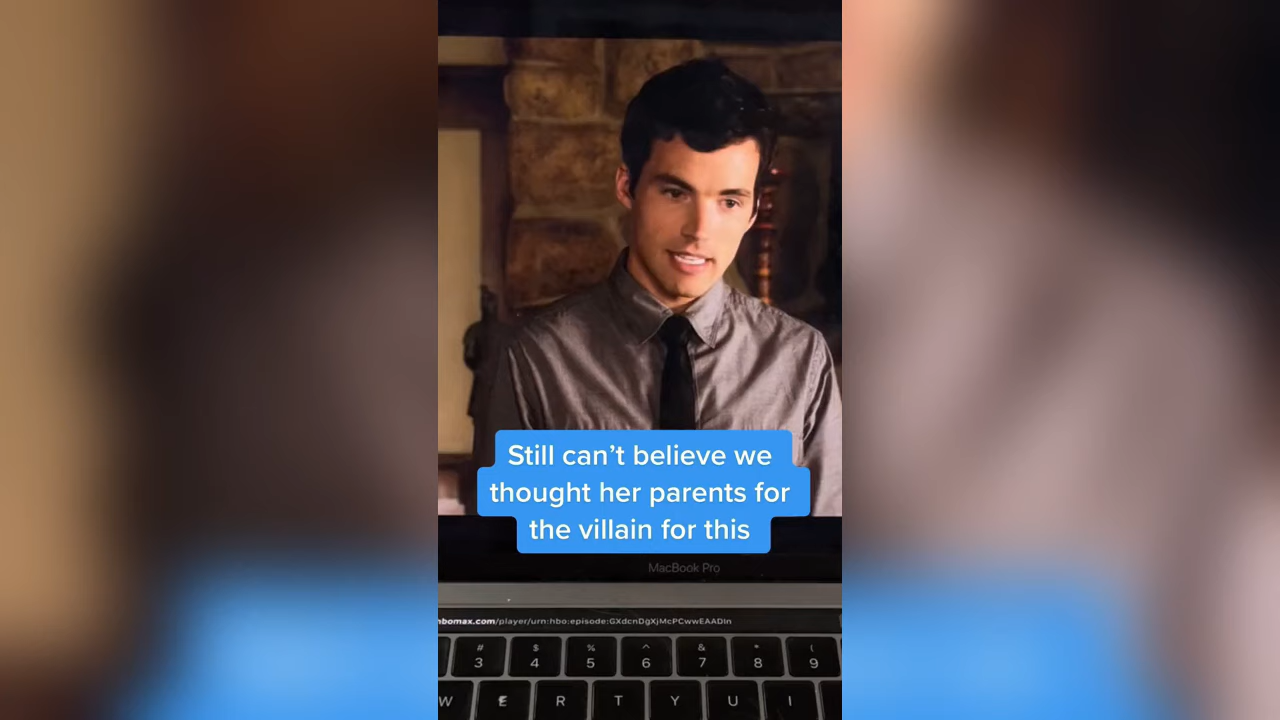 Still can’t believe we
thought her parents for
the villain for this
MacBook Pro
hbomax.com/player/urn:hbo:episode:GXdcnDgXjMcPCwwEAADIn
# $ % ^ & * (
3 4 5 6 7 8 9
W E R T Y U I